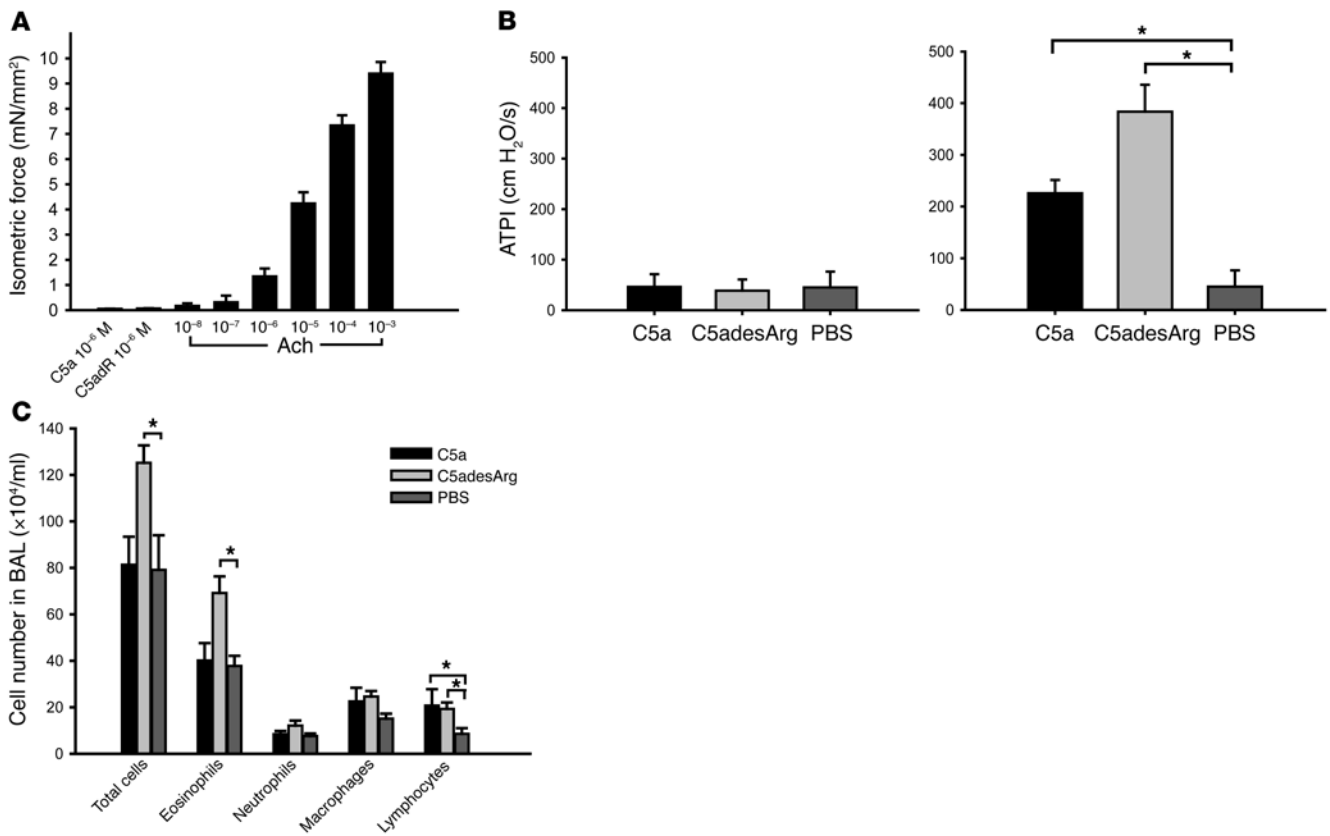 A
Isometric force (mN/mm²)
10
9
8
7
6
5
4
3
2
1
0
C5a 10⁻⁶ M
C5adR 10⁻⁶ M
10⁻⁸ 10⁻⁷ 10⁻⁶ 10⁻⁵ 10⁻⁴ 10⁻³
Ach
B
ATPI (cm H₂O/s)
500
400
300
200
100
0
C5a C5adesArg PBS
500
400
300
200
100
0
* 
*
C5a C5adesArg PBS
C
Cell number in BAL (×10⁴/ml)
140
120
100
80
60
40
20
0
*
*
*
*
C5a
C5adesArg
PBS
Total cells
Eosinophils
Neutrophils
Macrophages
Lymphocytes